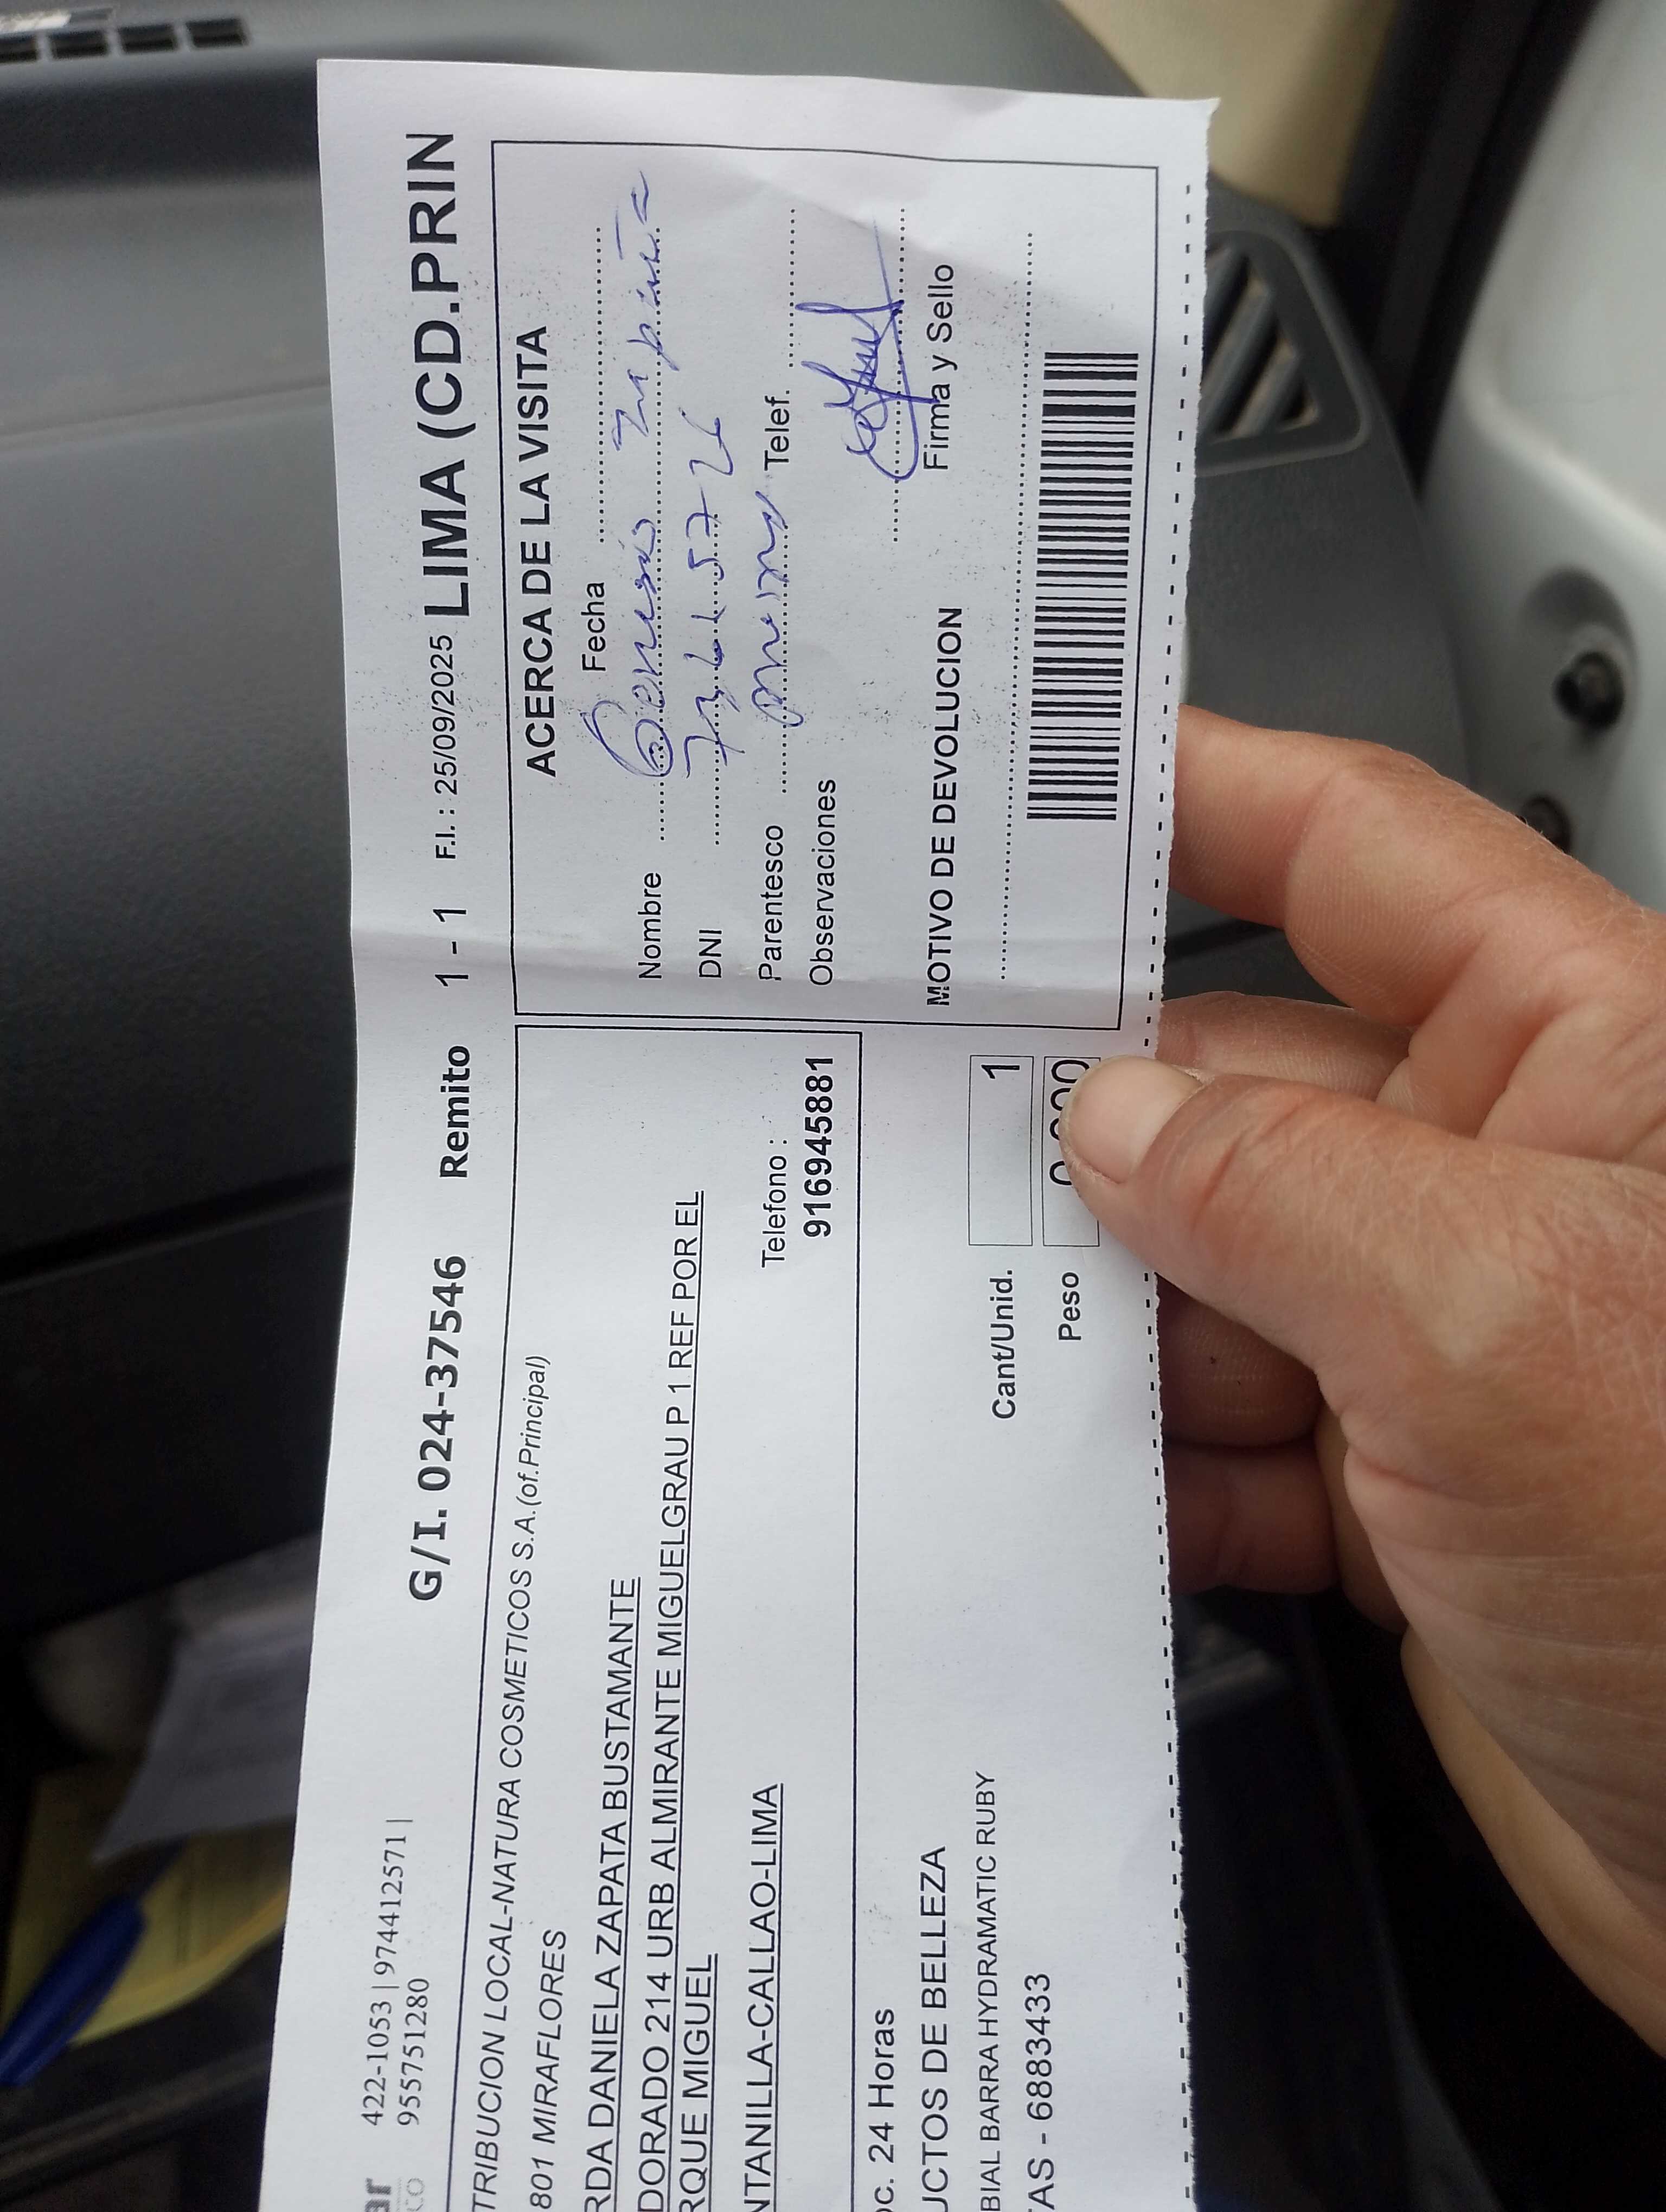 422-1053 | 974412571 |
955751280
G/I. 024-37546 Remito 1 - 1 F.I. : 25/09/2025 LIMA (CD.PRIN
TRIBUCION LOCAL-NATURA COSMETICOS S.A.(of.Principal)
801 MIRAFLORES
RDA DANIELA ZAPATA BUSTAMANTE
DORADO 214 URB ALMIRANTE MIGUELGRAU P 1 REF POR EL
RQUE MIGUEL
NTANILLA-CALLAO-LIMA
Telefono :
916945881
oc. 24 Horas
UCTOS DE BELLEZA
BIAL BARRA HYDRAMATIC RUBY
TAS - 6883433
Cant/Unid. 1
Peso
ACERCA DE LA VISITA
Fecha
Nombre Genesis
DNI
Parentesco Telef.
Observaciones
Firma y Sello
MOTIVO DE DEVOLUCION